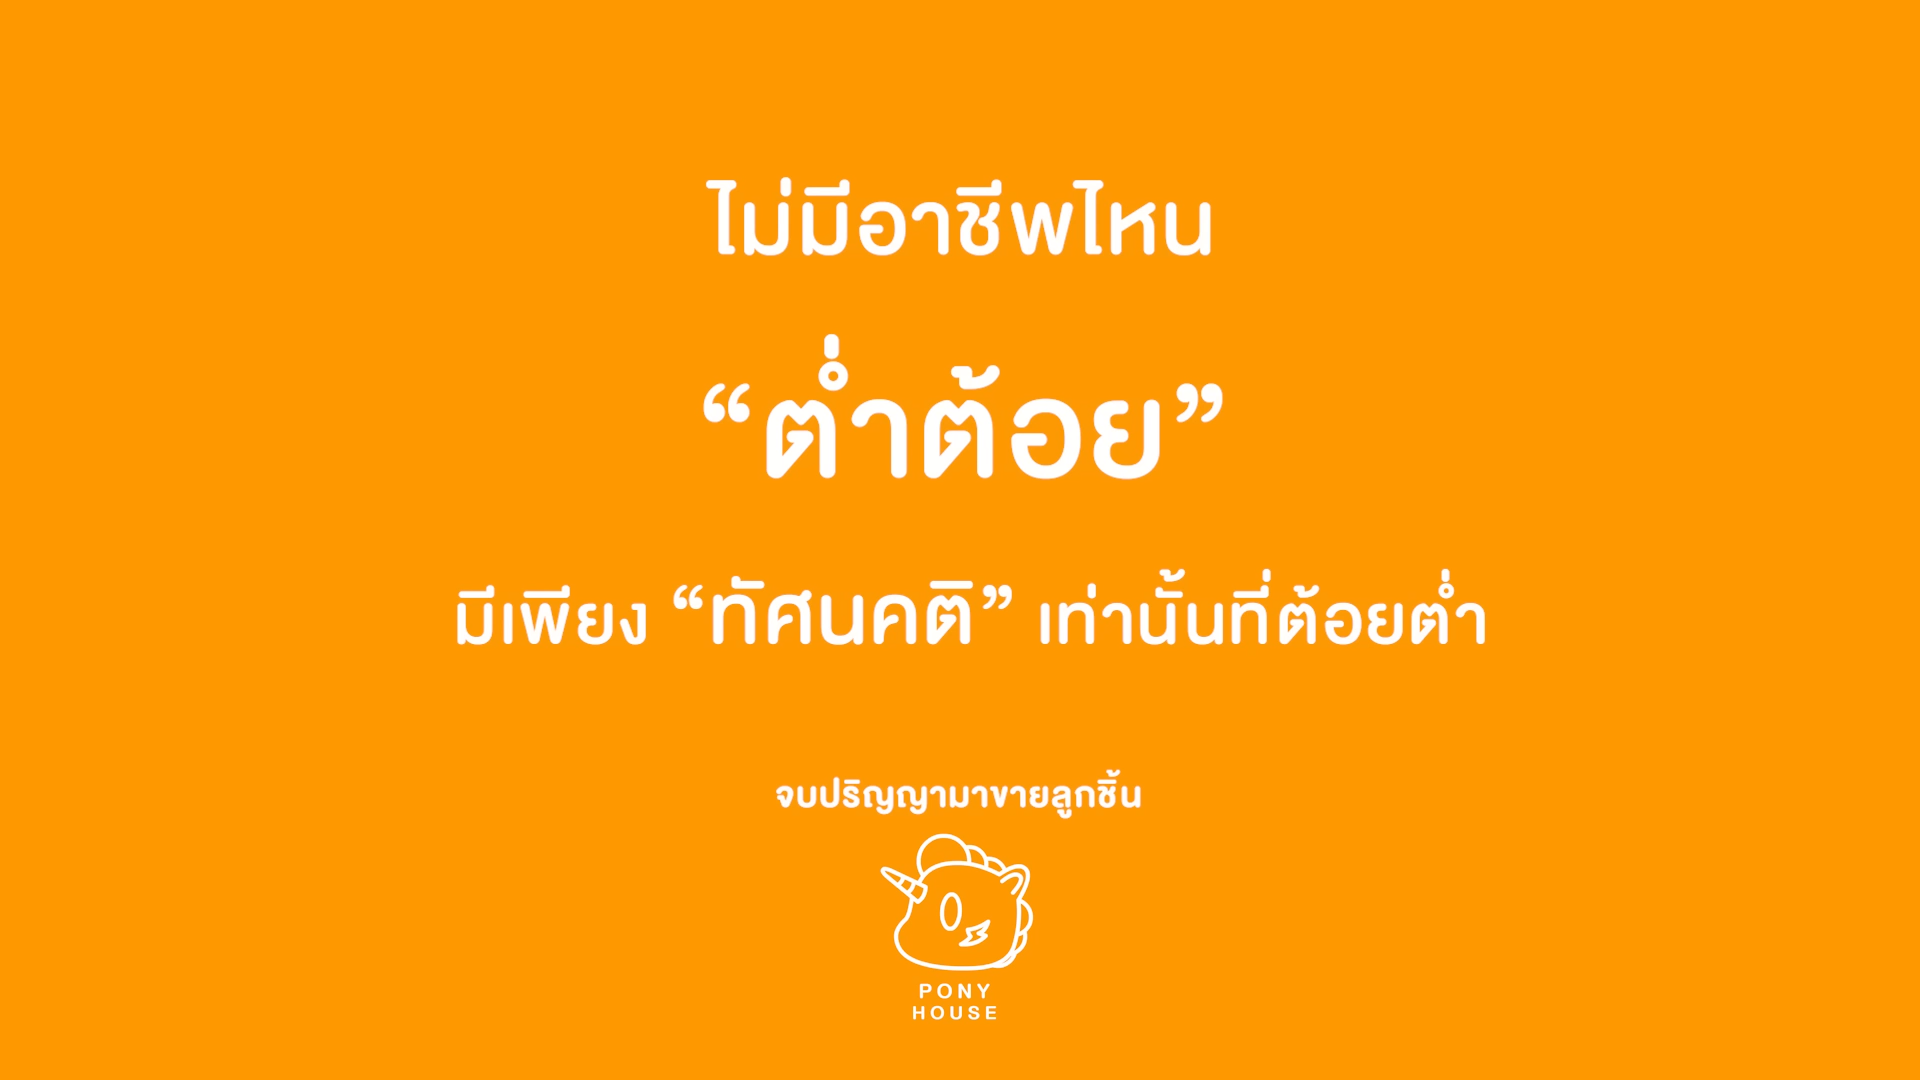 ไม่มีอาชีพไหน
“ต่ำต้อย”
มีเพียง “ทัศนคติ” เท่านั้นที่ต้อยต่ำ
จบปริญญามาขายลูกชิ้น
PONY
HOUSE